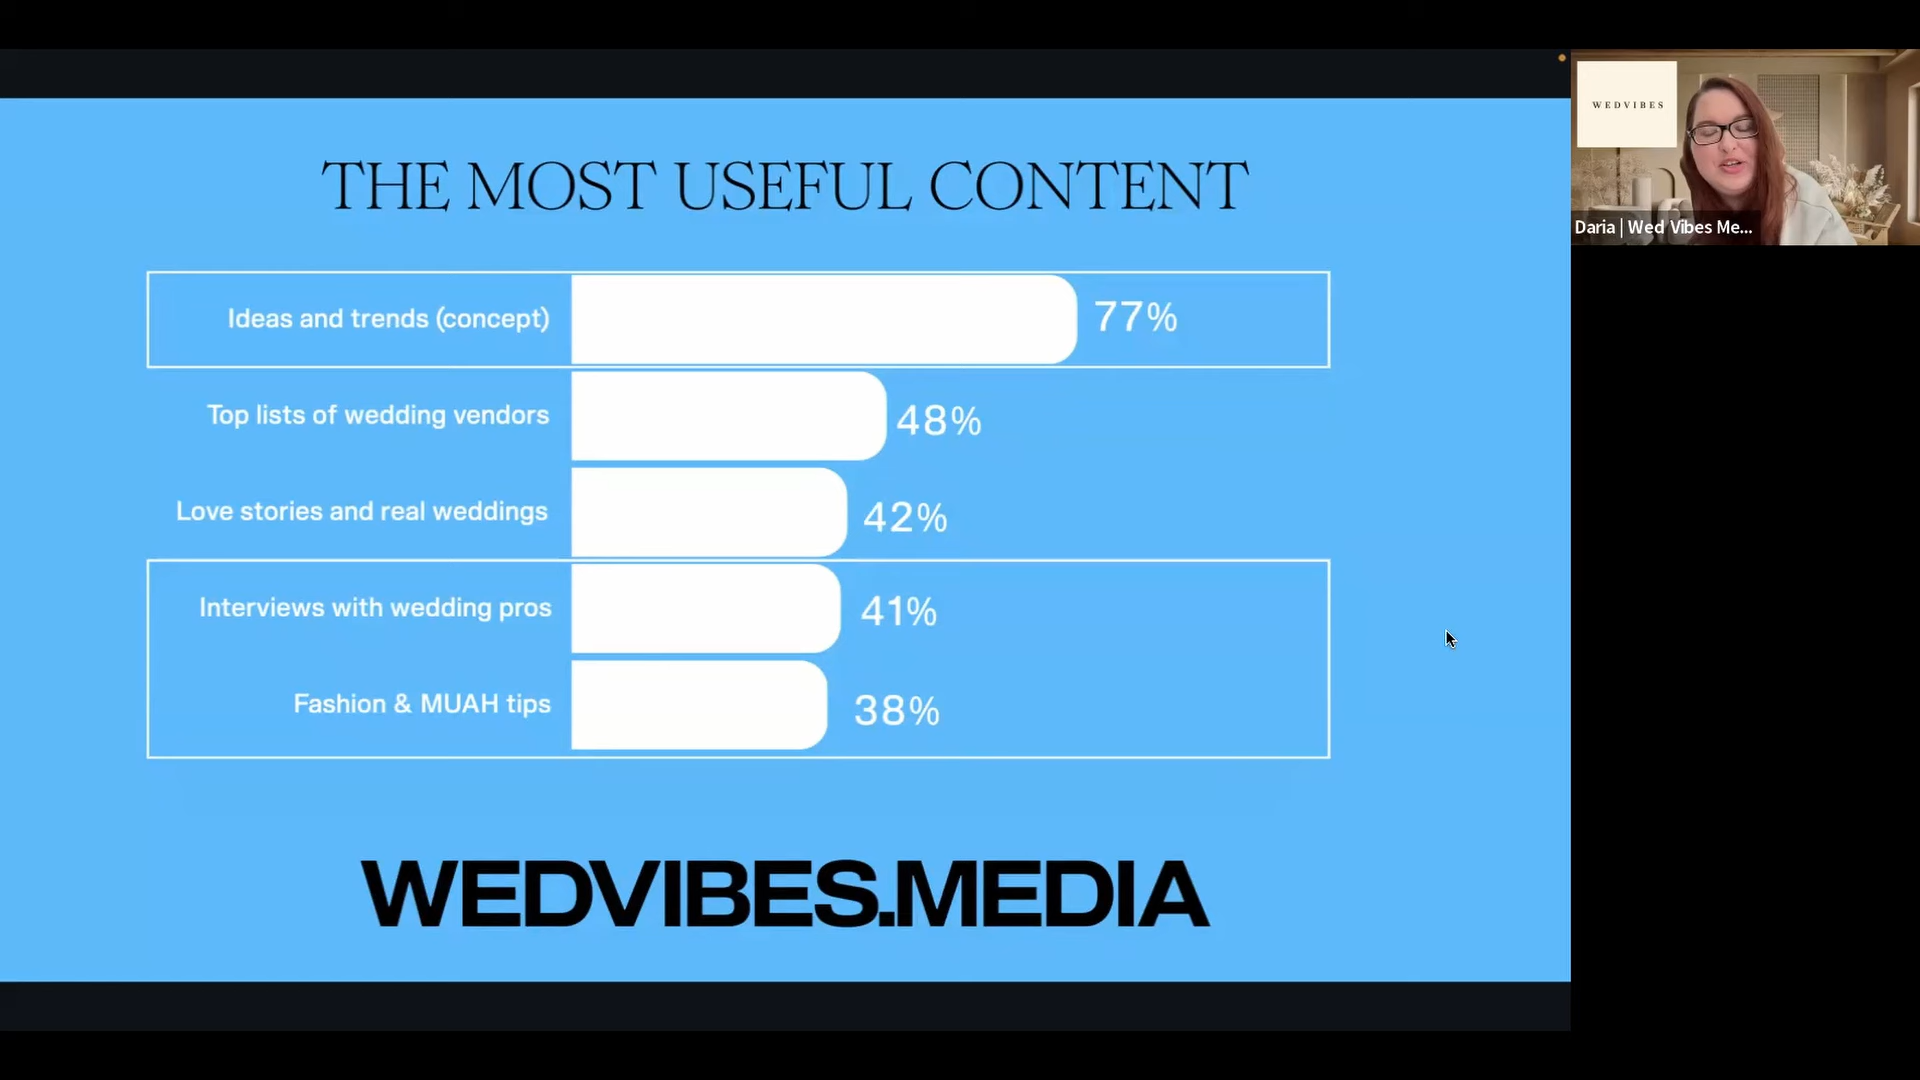 THE MOST USEFUL CONTENT
Ideas and trends (concept) 77%
Top lists of wedding vendors 48%
Love stories and real weddings 42%
Interviews with wedding pros 41%
Fashion & MUAH tips 38%
WEDVIBES.MEDIA
WEDVIBES
Daria | Wed Vibes Me...